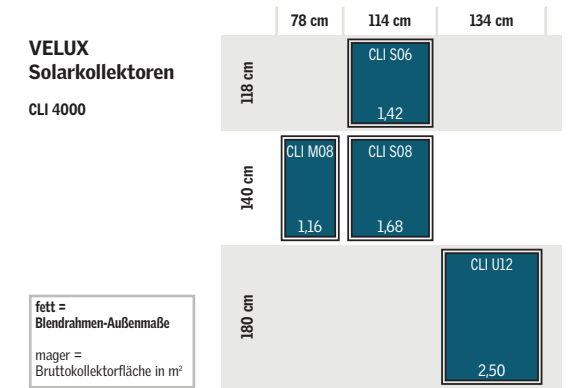 78 cm 114 cm 134 cm
VELUX
Solarkollektoren
CLI 4000
118 cm
CLI S06
1,42
140 cm
CLI M08 CLI S08
1,16 1,68
180 cm
CLI U12
2,50
fett =
Blendrahmen-Außenmaße
mager =
Bruttokollektorfläche in m²